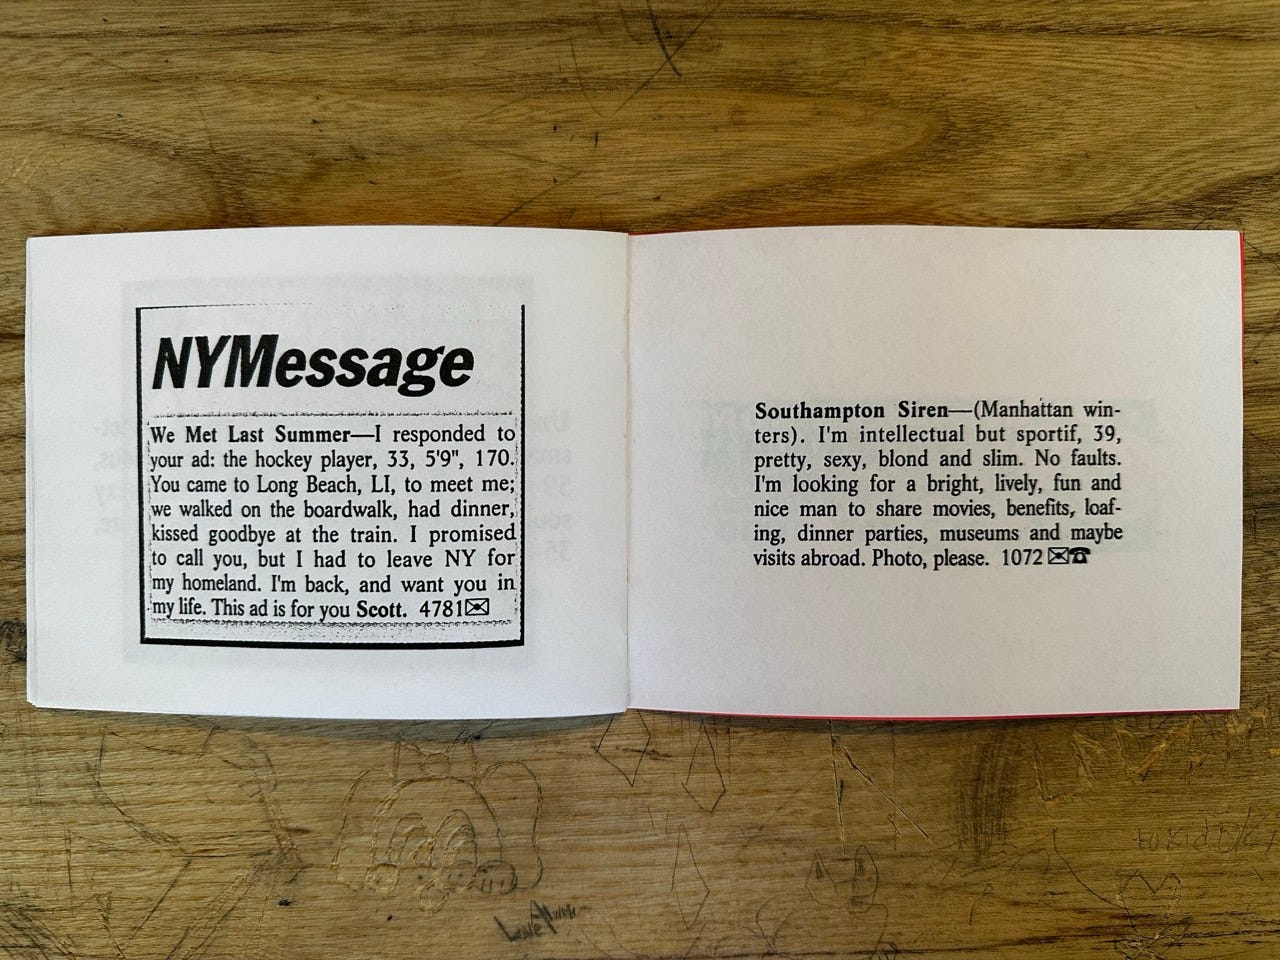 NYMessage
We Met Last Summer—I responded to
your ad: the hockey player, 33, 5'9", 170.
You came to Long Beach, LI, to meet me;
we walked on the boardwalk, had dinner,
kissed goodbye at the train. I promised
to call you, but I had to leave NY for
my homeland. I'm back, and want you in
my life. This ad is for you Scott. 4781✉
Southampton Siren—(Manhattan win-
ters). I'm intellectual but sportif, 39,
pretty, sexy, blond and slim. No faults.
I'm looking for a bright, lively, fun and
nice man to share movies, benefits, loaf-
ing, dinner parties, museums and maybe
visits abroad. Photo, please. 1072 ✉☎